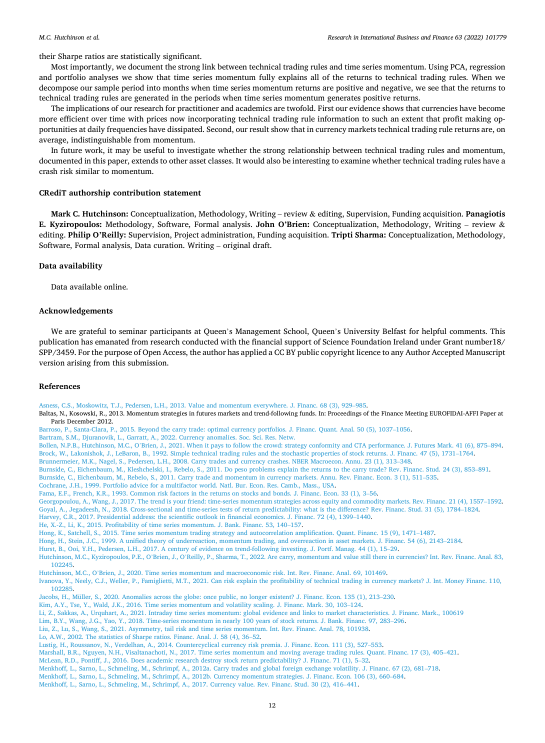 M.C. Hutchinson et al.
Research in International Business and Finance 63 (2022) 101779
their Sharpe ratios are statistically significant.
Most importantly, we document the strong link between technical trading rules and time series momentum. Using PCA, regression
and portfolio analyses we show that time series momentum fully explains all of the returns to technical trading rules. When we
decompose our sample period into months when time series momentum returns are positive and negative, we see that the returns to
technical trading rules are generated in the periods when time series momentum generates positive returns.
The implications of our research for practitioner and academics are twofold. First our evidence shows that currencies have become
more efficient over time with prices now incorporating technical trading rule information to such an extent that profit making op-
portunities at daily frequencies have dissipated. Second, our result show that in currency markets technical trading rule returns are, on
average, indistinguishable from momentum.
In future work, it may be useful to investigate whether the strong relationship between technical trading rules and momentum,
documented in this paper, extends to other asset classes. It would also be interesting to examine whether technical trading rules have a
crash risk similar to momentum.
CRediT authorship contribution statement
Mark C. Hutchinson: Conceptualization, Methodology, Writing – review & editing, Supervision, Funding acquisition. Panagiotis
E. Kyziropoulos: Methodology, Software, Formal analysis. John O'Brien: Conceptualization, Methodology, Writing – review &
editing. Philip O'Reilly: Supervision, Project administration, Funding acquisition. Tripti Sharma: Conceptualization, Methodology,
Software, Formal analysis, Data curation. Writing – original draft.
Data availability
Data available online.
Acknowledgements
We are grateful to seminar participants at Queen's Management School, Queen's University Belfast for helpful comments. This
publication has emanated from research conducted with the financial support of Science Foundation Ireland under Grant number18/
SPP/3459. For the purpose of Open Access, the author has applied a CC BY public copyright licence to any Author Accepted Manuscript
version arising from this submission.
References
Asness, C.S., Moskowitz, T.J., Pedersen, L.H., 2013. Value and momentum everywhere. J. Financ. 68 (3), 929–985.
Baltas, N., Kosowski, R., 2013. Momentum strategies in futures markets and trend-following funds. In: Proceedings of the Finance Meeting EUROFIDAI-AFFI Paper at
Paris December 2012.
Barroso, P., Santa-Clara, P., 2015. Beyond the carry trade: optimal currency portfolios. J. Financ. Quant. Anal. 50 (5), 1037–1056.
Bartram, S.M., Djuranovik, L., Garratt, A., 2022. Currency anomalies. Soc. Sci. Res. Netw.
Bollen, N.P.B., Hutchinson, M.C., O'Brien, J., 2021. When it pays to follow the crowd: strategy conformity and CTA performance. J. Futures Mark. 41 (6), 875–894.
Brock, W., Lakonishok, J., LeBaron, B., 1992. Simple technical trading rules and the stochastic properties of stock returns. J. Financ. 47 (5), 1731–1764.
Brunnermeier, M.K., Nagel, S., Pedersen, L.H., 2008. Carry trades and currency crashes. NBER Macroecon. Annu. 23 (1), 313–348.
Burnside, C., Eichenbaum, M., Kleshchelski, I., Rebelo, S., 2011. Do peso problems explain the returns to the carry trade? Rev. Financ. Stud. 24 (3), 853–891.
Burnside, C., Eichenbaum, M., Rebelo, S., 2011. Carry trade and momentum in currency markets. Annu. Rev. Financ. Econ. 3 (1), 511–535.
Cochrane, J.H., 1999. Portfolio advice for a multifactor world, Natl. Bur. Econ. Res. Camb., Mass., USA.
Fama, E.F., French, K.R., 1993. Common risk factors in the returns on stocks and bonds. J. Financ. Econ. 33 (1), 3–56.
Georgopoulou, A., Wang, J., 2017. The trend is your friend: time-series momentum strategies across equity and commodity markets. Rev. Financ. 21 (4), 1557–1592.
Goyal, A., Jegadeesh, N., 2018. Cross-sectional and time-series tests of return predictability: what is the difference? Rev. Financ. Stud. 31 (5), 1784–1824.
Harvey, C.R., 2017. Presidential address: the scientific outlook in financial economics. J. Financ. 72 (4), 1399–1440.
He, X.-Z., Li, K., 2015. Profitability of time series momentum. J. Bank. Financ. 53, 140–157.
Hong, K., Satchell, S., 2015. Time series momentum trading strategy and autocorrelation amplification. Quant. Financ. 15 (9), 1471–1487.
Hong, H., Stein, J.C., 1999. A unified theory of underreaction, momentum trading, and overreaction in asset markets. J. Financ. 54 (6), 2143–2184.
Hurst, B., Ooi, Y.H., Pedersen, L.H., 2017. A century of evidence on trend-following investing. J. Portf. Manag. 44 (1), 15–29.
Hutchinson, M.C., Kyziropoulos, P.E., O'Brien, J., O'Reilly, P., Sharma, T., 2022. Are carry, momentum and value still there in currencies? Int. Rev. Financ. Anal. 83,
102245.
Hutchinson, M.C., O'Brien, J., 2020. Time series momentum and macroeconomic risk. Int. Rev. Financ. Anal. 69, 101469.
Ivanova, Y., Neely, C.J., Weller, P., Famiglietti, M.T., 2021. Can risk explain the profitability of technical trading in currency markets? J. Int. Money Financ. 110,
102285.
Jacobs, H., Müller, S., 2020. Anomalies across the globe: once public, no longer existent? J. Financ. Econ. 135 (1), 213–230.
Kim, A.Y., Tse, Y., Wald, J.K., 2016. Time series momentum and volatility scaling. J. Financ. Mark. 30, 103–124.
Li, Z., Sakkas, A., Urquhart, A., 2021. Intraday time series momentum: global evidence and links to market characteristics. J. Financ. Mark., 100619
Lim, B.Y., Wang, J.G., Yao, Y., 2018. Time-series momentum in nearly 100 years of stock returns. J. Bank. Financ. 97, 283–296.
Liu, Z., Lu, S., Wang, S., 2021. Asymmetry, tail risk and time series momentum. Int. Rev. Financ. Anal. 78, 101938.
Lo, A.W., 2002. The statistics of Sharpe ratios. Financ. Anal. J. 58 (4), 36–52.
Lustig, H., Roussanov, N., Verdelhan, A., 2014. Countercyclical currency risk premia. J. Financ. Econ. 111 (3), 527–553.
Marshall, B.R., Nguyen, N.H., Visaltanachoti, N., 2017. Time series momentum and moving average trading rules. Quant. Financ. 17 (3), 405–421.
McLean, R.D., Pontiff, J., 2016. Does academic research destroy stock return predictability? J. Financ. 71 (1), 5–32.
Menkhoff, L., Sarno, L., Schmeling, M., Schrimpf, A., 2012a. Carry trades and global foreign exchange volatility. J. Financ. 67 (2), 681–718.
Menkhoff, L., Sarno, L., Schmeling, M., Schrimpf, A., 2012b. Currency momentum strategies. J. Financ. Econ. 106 (3), 660–684.
Menkhoff, L., Sarno, L., Schmeling, M., Schrimpf, A., 2017. Currency value. Rev. Financ. Stud. 30 (2), 416–441.
12